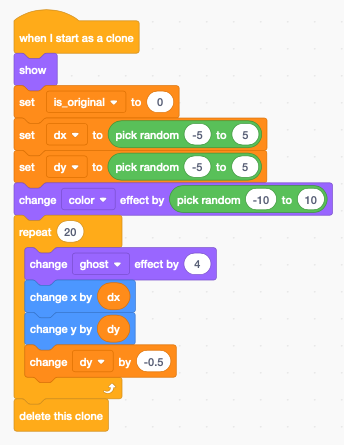 when I start as a clone
show
set is_original to 0
set dx to pick random -5 to 5
set dy to pick random -5 to 5
change color effect by pick random -10 to 10
repeat 20
change ghost effect by 4
change x by dx
change y by dy
change dy by -0.5
delete this clone